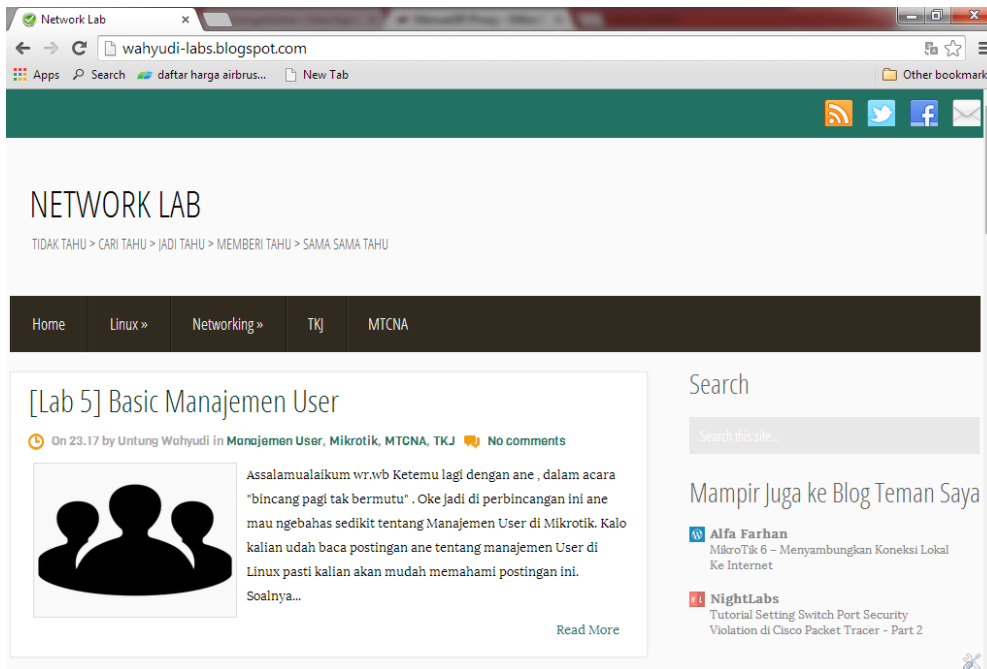 Network Lab
wahyudi-labs.blogspot.com
Apps Search daftar harga airbrus... New Tab Other bookmark
NETWORK LAB
TIDAK TAHU > CARI TAHU > JADI TAHU > MEMBERI TAHU > SAMA SAMA TAHU
Home Linux » Networking » TKJ MTCNA
[Lab 5] Basic Manajemen User
On 23.17 by Untung Wahyudi in Manajemen User, Mikrotik, MTCNA, TKJ No comments
Assalamualaikum wr.wb Ketemu lagi dengan ane , dalam acara
"bincang pagi tak bermutu" . Oke jadi di perbincangan ini ane
mau ngebahas sedikit tentang Manajemen User di Mikrotik. Kalo
kalian udah baca postingan ane tentang manajemen User di
Linux pasti kalian akan mudah memahami postingan ini.
Soalnya...
Read More
Search
Search this site...
Mampir Juga ke Blog Teman Saya
Alfa Farhan
MikroTik 6 – Menyambungkan Koneksi Lokal
Ke Internet
NightLabs
Tutorial Setting Switch Port Security
Violation di Cisco Packet Tracer - Part 2